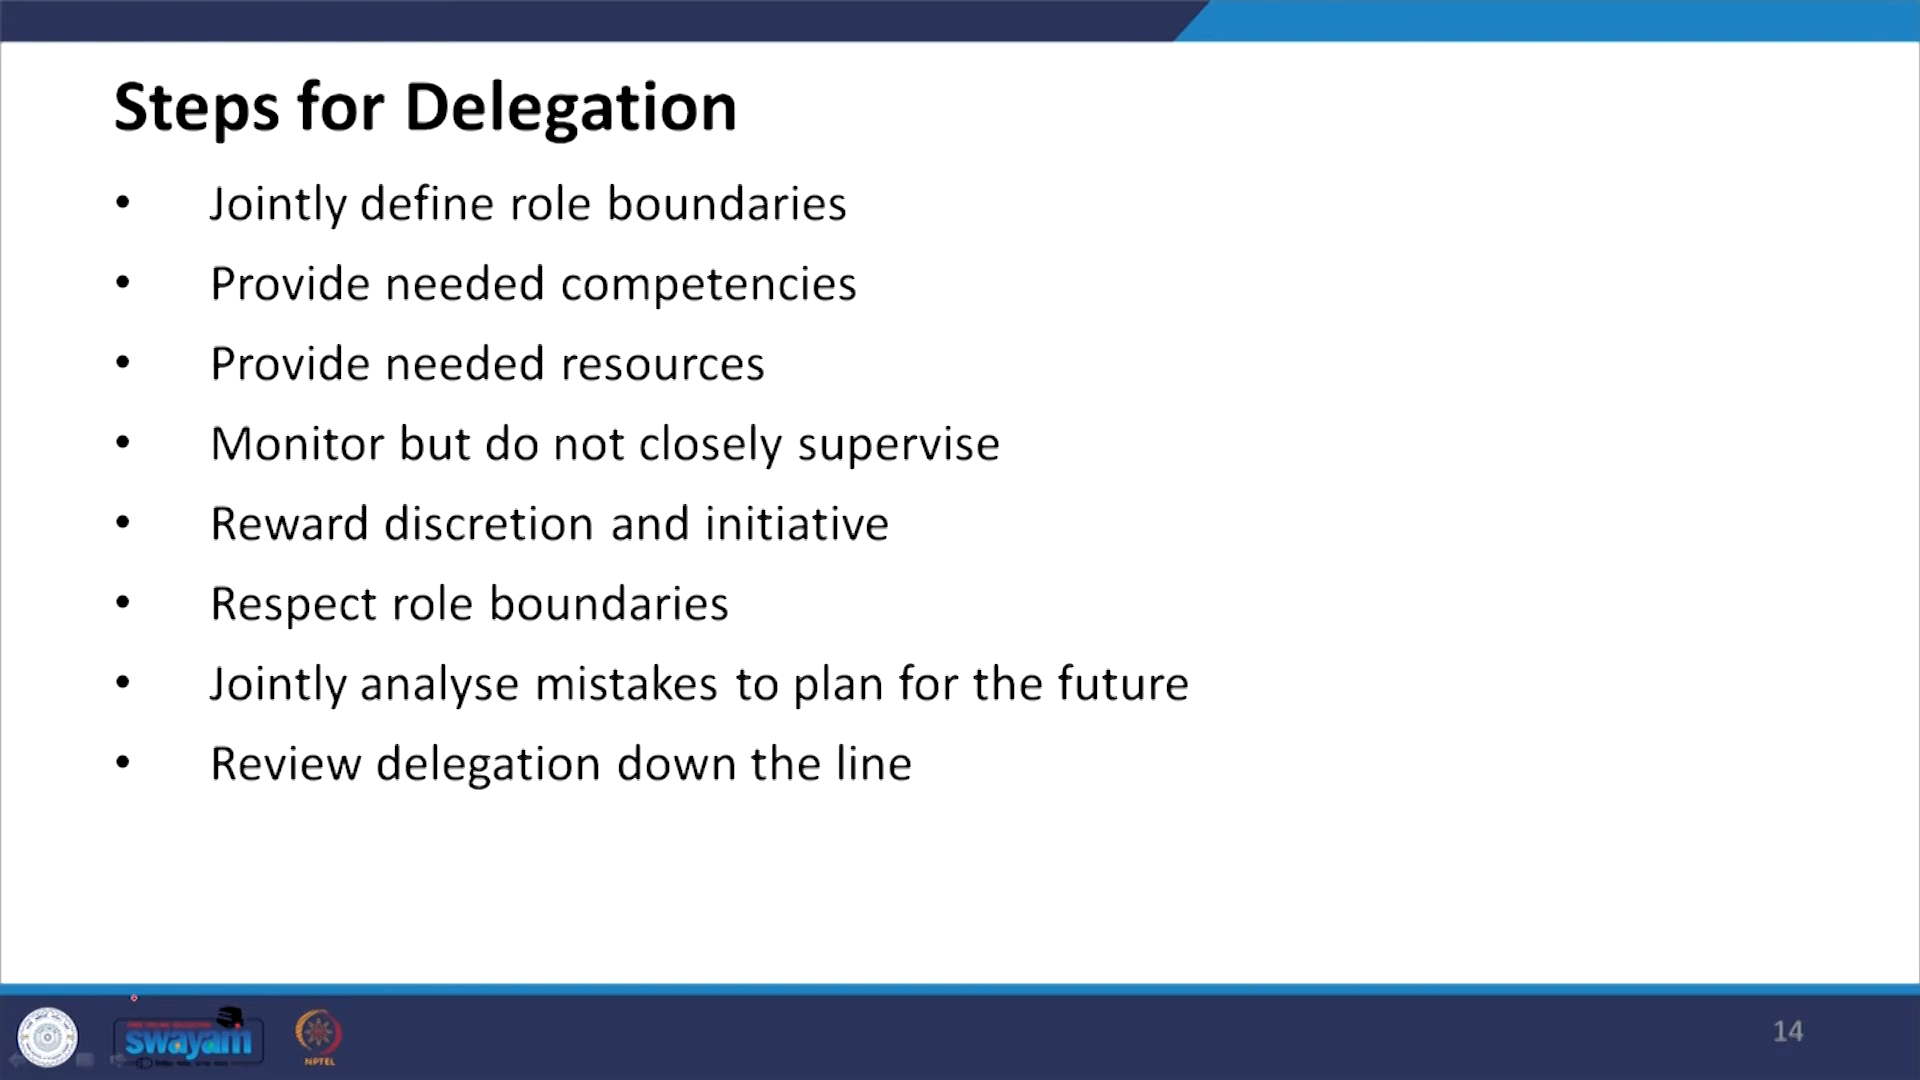 Steps for Delegation
• Jointly define role boundaries
• Provide needed competencies
• Provide needed resources
• Monitor but do not closely supervise
• Reward discretion and initiative
• Respect role boundaries
• Jointly analyse mistakes to plan for the future
• Review delegation down the line
swayam
NPTEL
14